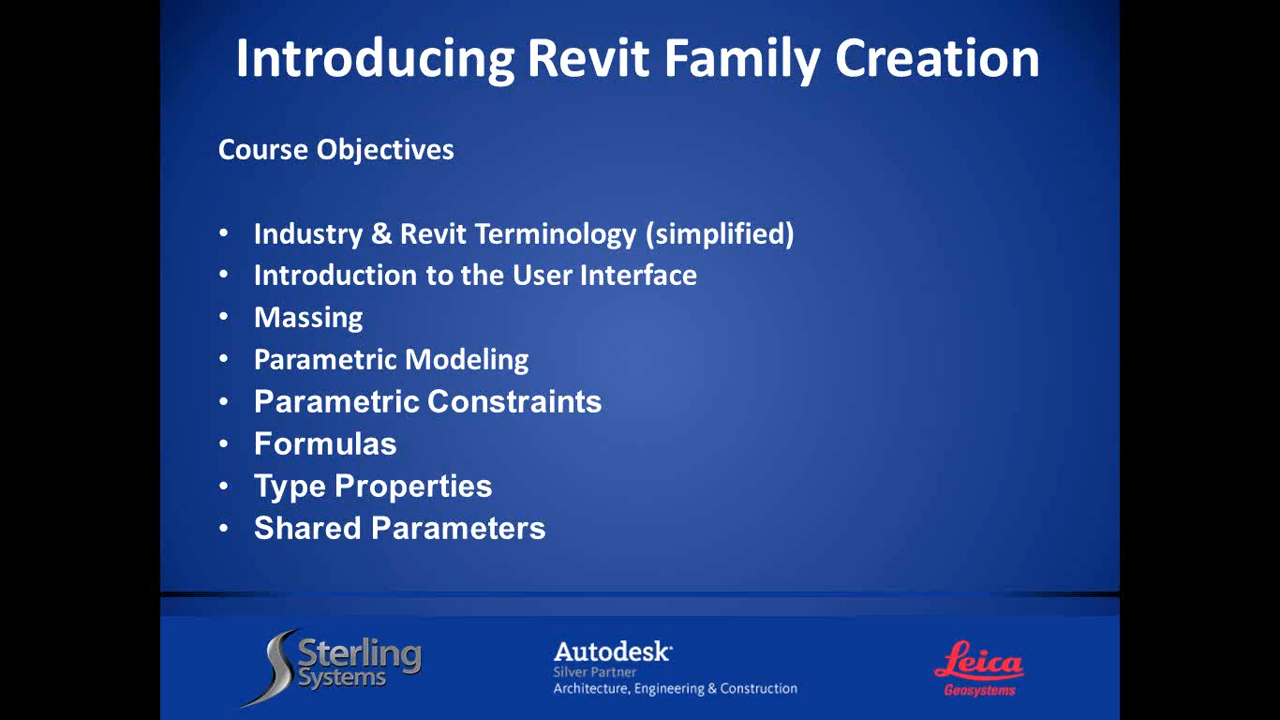 Introducing Revit Family Creation
Course Objectives
• Industry & Revit Terminology (simplified)
• Introduction to the User Interface
• Massing
• Parametric Modeling
• Parametric Constraints
• Formulas
• Type Properties
• Shared Parameters
Sterling
Systems
Autodesk®
Silver Partner
Architecture, Engineering & Construction
Leica
Geosystems